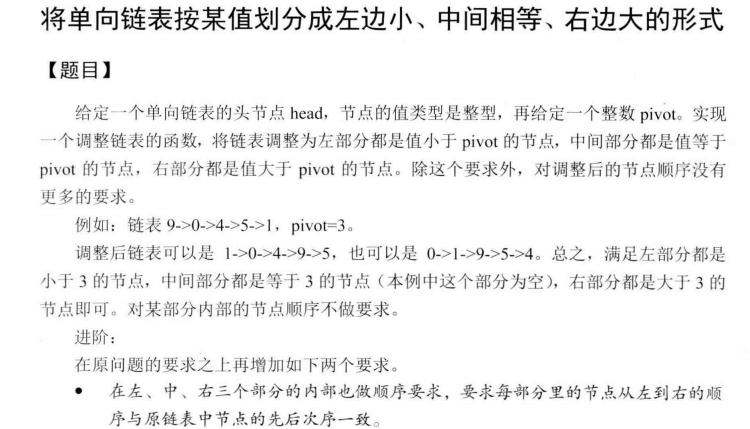 将单向链表按某值划分成左边小、中间相等、右边大的形式
【题目】
给定一个单向链表的头节点 head，节点的值类型是整型，再给定一个整数 pivot。实现
一个调整链表的函数，将链表调整为左部分都是值小于 pivot 的节点，中间部分都是值等于
pivot 的节点，右部分都是值大于 pivot 的节点。除这个要求外，对调整后的节点顺序没有
更多的要求。
例如：链表 9->0->4->5->1，pivot=3。
调整后链表可以是 1->0->4->9->5，也可以是 0->1->9->5->4。总之，满足左部分都是
小于 3 的节点，中间部分都是等于 3 的节点（本例中这个部分为空），右部分都是大于 3 的
节点即可。对某部分内部的节点顺序不做要求。
进阶：
在原问题的要求之上再增加如下两个要求。
• 在左、中、右三个部分的内部也做顺序要求，要求每部分里的节点从左到右的顺
序与原链表中节点的先后次序一致。